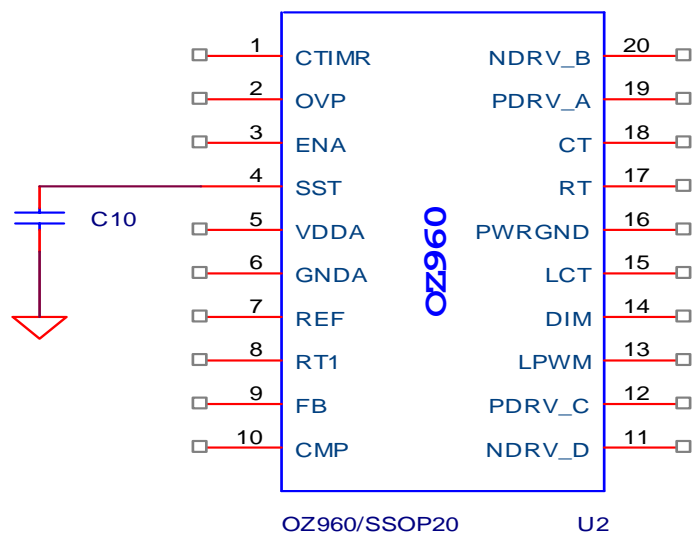 1 CTIMR NDRV_B 20
2 OVP PDRV_A 19
3 ENA CT 18
4 SST RT 17
C10
5 VDDA PWRGND 16
6 GNDA LCT 15
OZ960
7 REF DIM 14
8 RT1 LPWM 13
9 FB PDRV_C 12
10 CMP NDRV_D 11
OZ960/SSOP20 U2